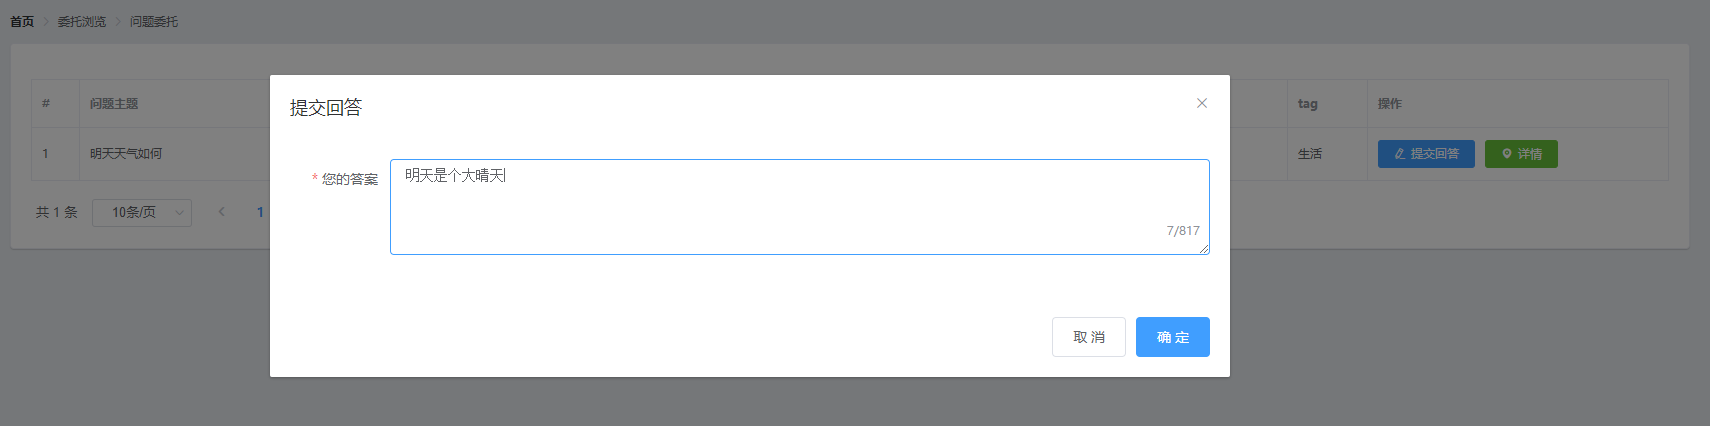 首页 > 委托浏览 > 问题委托
# 问题主题 tag 操作
1 明天天气如何 生活 提交回答 详情
共 1 条 10条/页 < 1
提交回答 ×
* 您的答案 明天是个大晴天
7/817
取 消 确 定